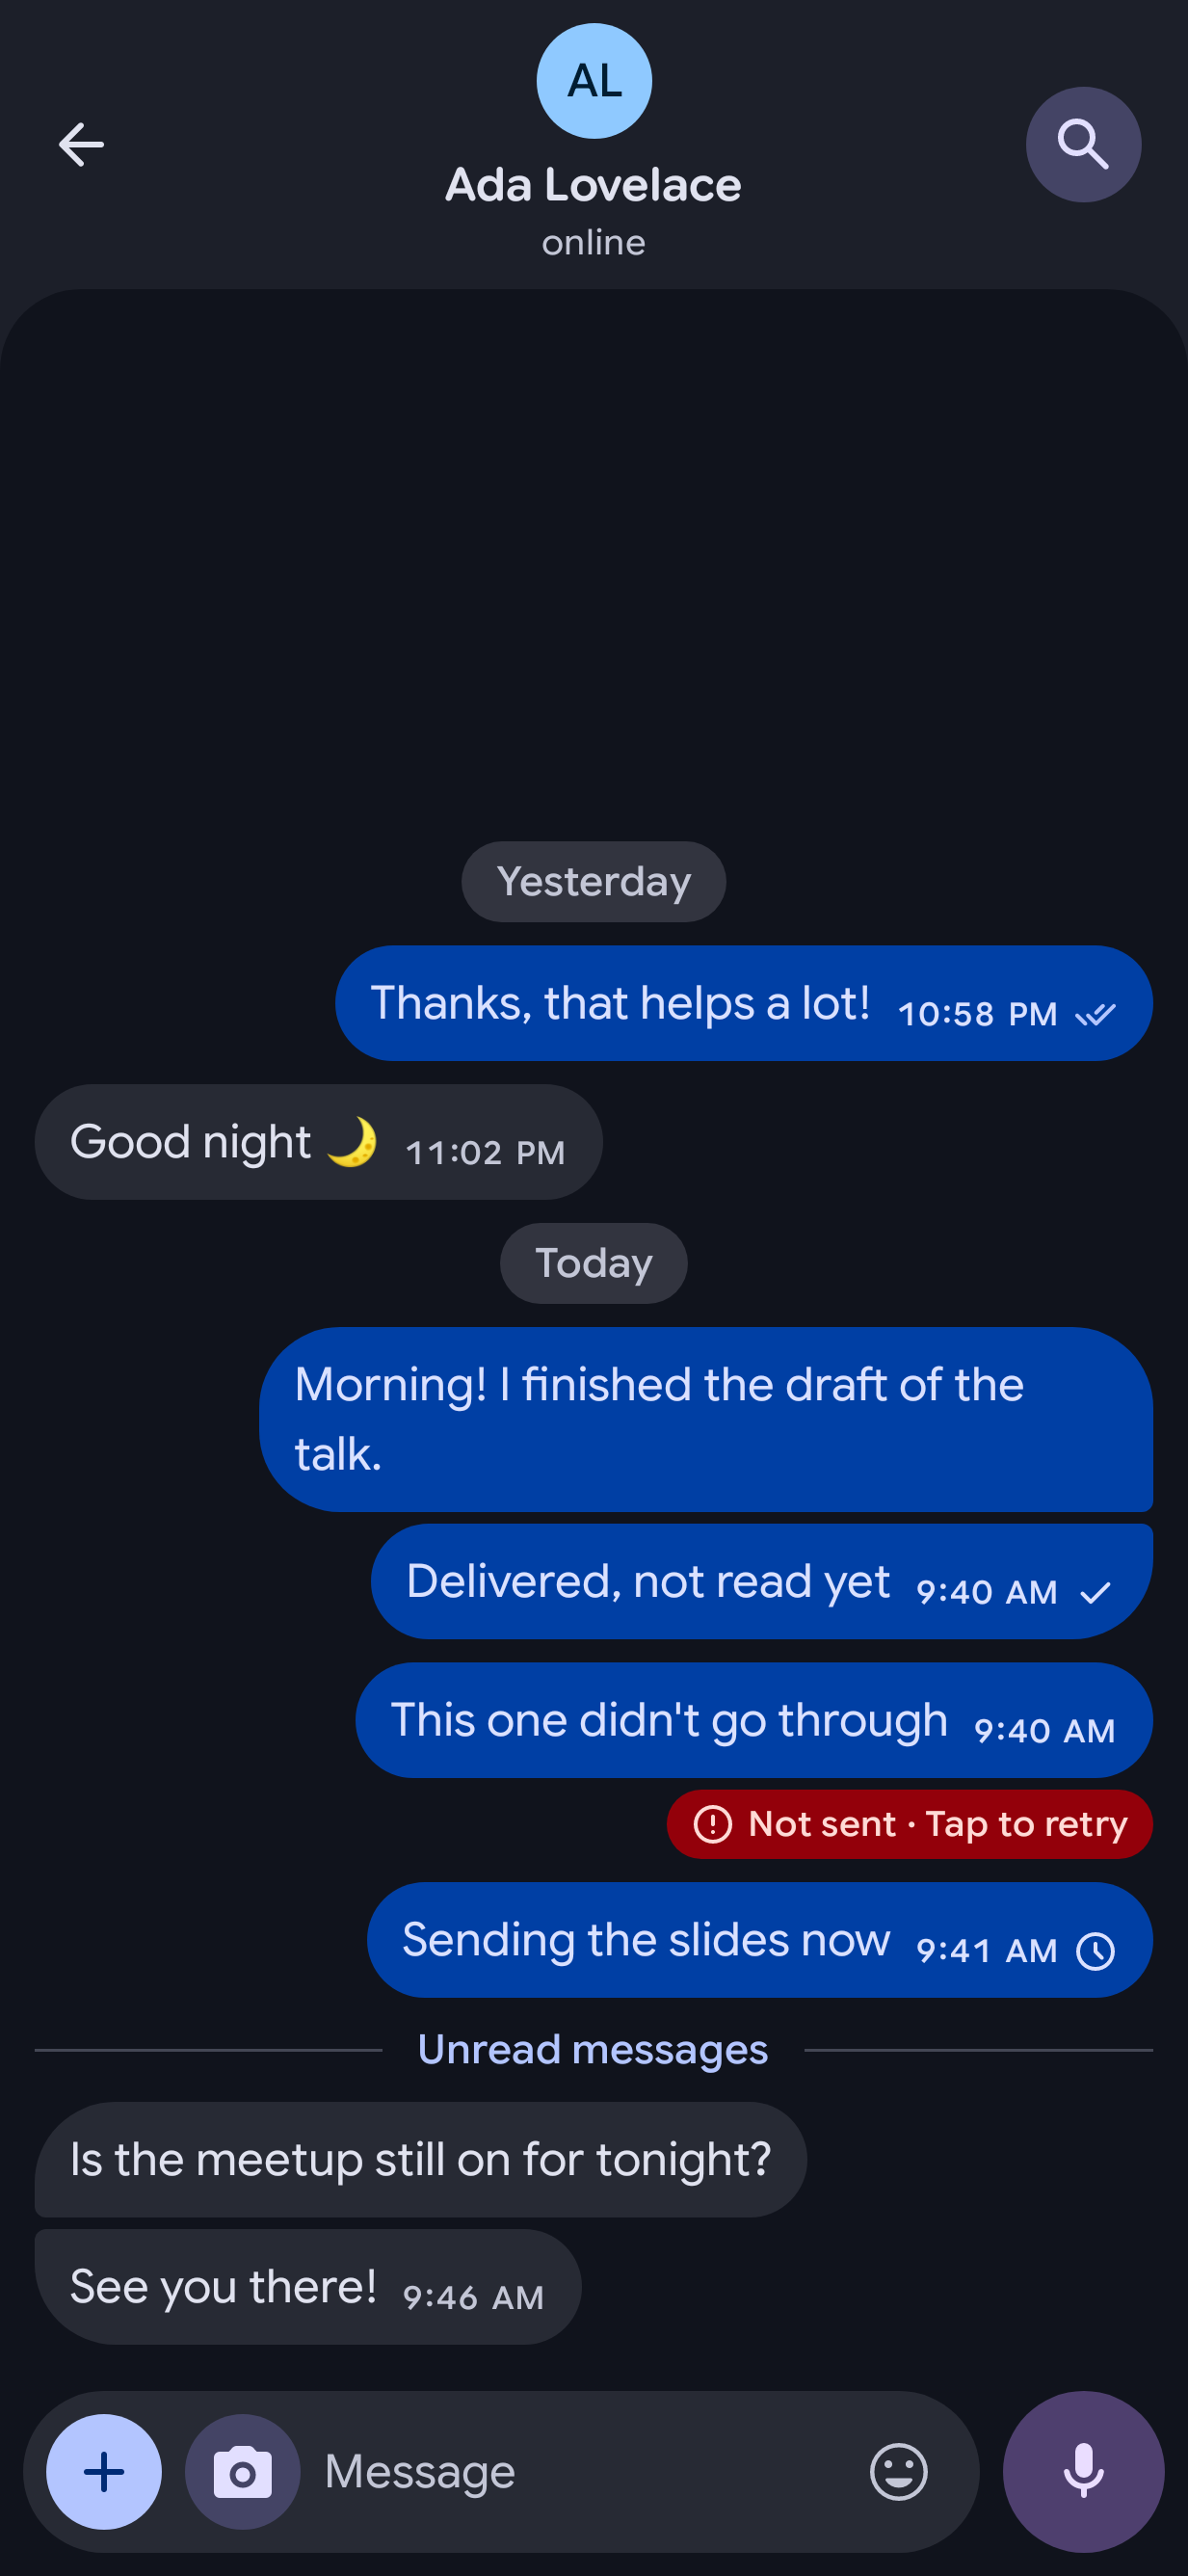 AL
Ada Lovelace
online
Yesterday
Thanks, that helps a lot! 10:58 PM
Good night 🌙 11:02 PM
Today
Morning! I finished the draft of the
talk.
Delivered, not read yet 9:40 AM
This one didn't go through 9:40 AM
Not sent · Tap to retry
Sending the slides now 9:41 AM
Unread messages
Is the meetup still on for tonight?
See you there! 9:46 AM
Message